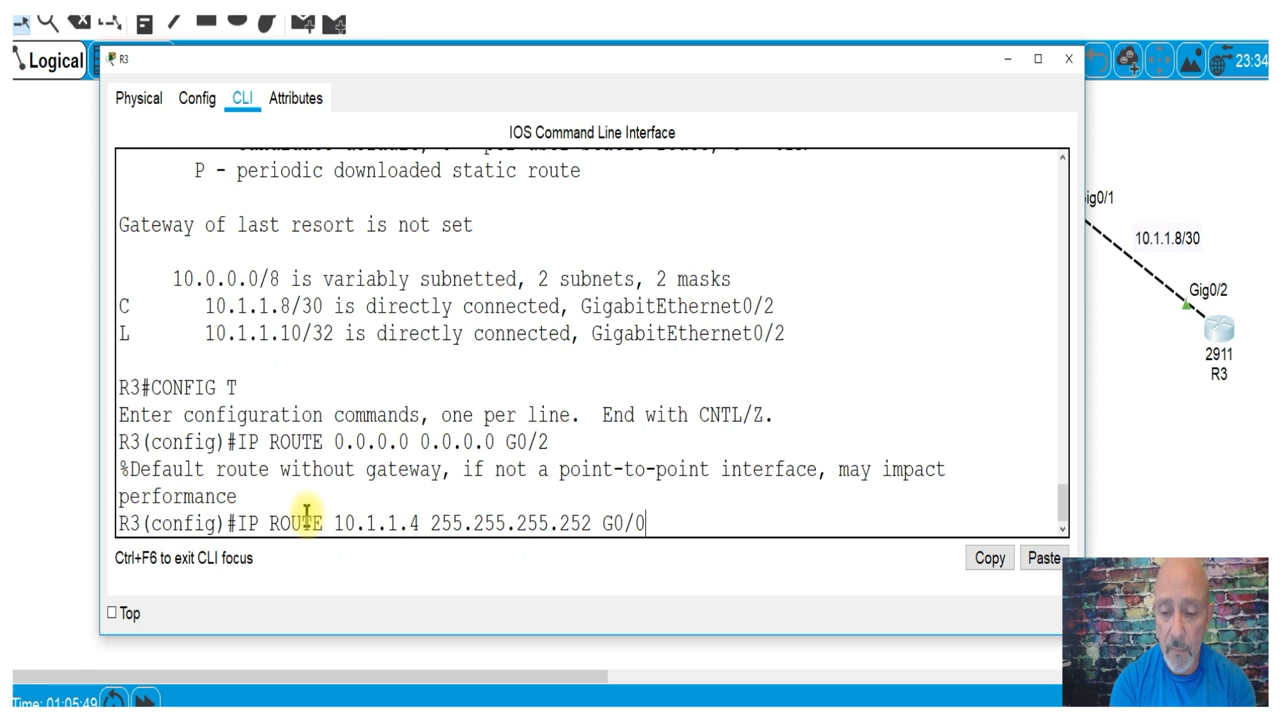 Logical
R3
23:34
Physical Config CLI Attributes
IOS Command Line Interface
P - periodic downloaded static route
Gateway of last resort is not set
10.0.0.0/8 is variably subnetted, 2 subnets, 2 masks
C 10.1.1.8/30 is directly connected, GigabitEthernet0/2
L 10.1.1.10/32 is directly connected, GigabitEthernet0/2
R3#CONFIG T
Enter configuration commands, one per line. End with CNTL/Z.
R3(config)#IP ROUTE 0.0.0.0 0.0.0.0 G0/2
%Default route without gateway, if not a point-to-point interface, may impact
performance
R3(config)#IP ROUTE 10.1.1.4 255.255.255.252 G0/0
Ctrl+F6 to exit CLI focus
Copy Paste
Top
ig0/1
10.1.1.8/30
Gig0/2
2911
R3
Time: 01:05:49